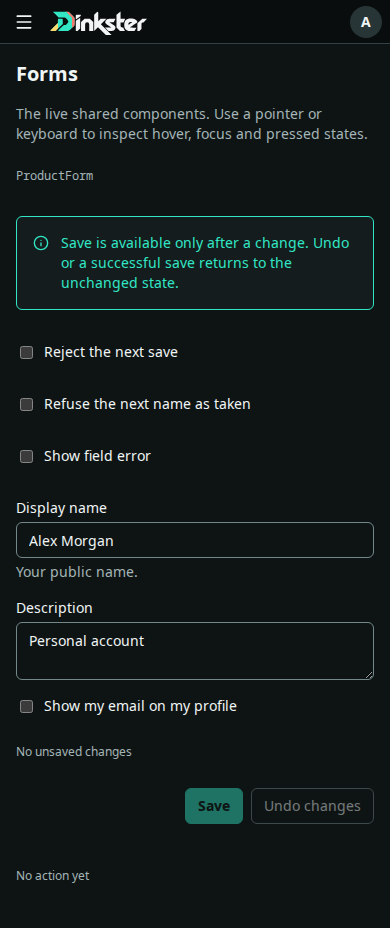 Dinkster
A
Forms
The live shared components. Use a pointer or
keyboard to inspect hover, focus and pressed states.
ProductForm
Save is available only after a change. Undo
or a successful save returns to the
unchanged state.
Reject the next save
Refuse the next name as taken
Show field error
Display name
Alex Morgan
Your public name.
Description
Personal account
Show my email on my profile
No unsaved changes
Save
Undo changes
No action yet